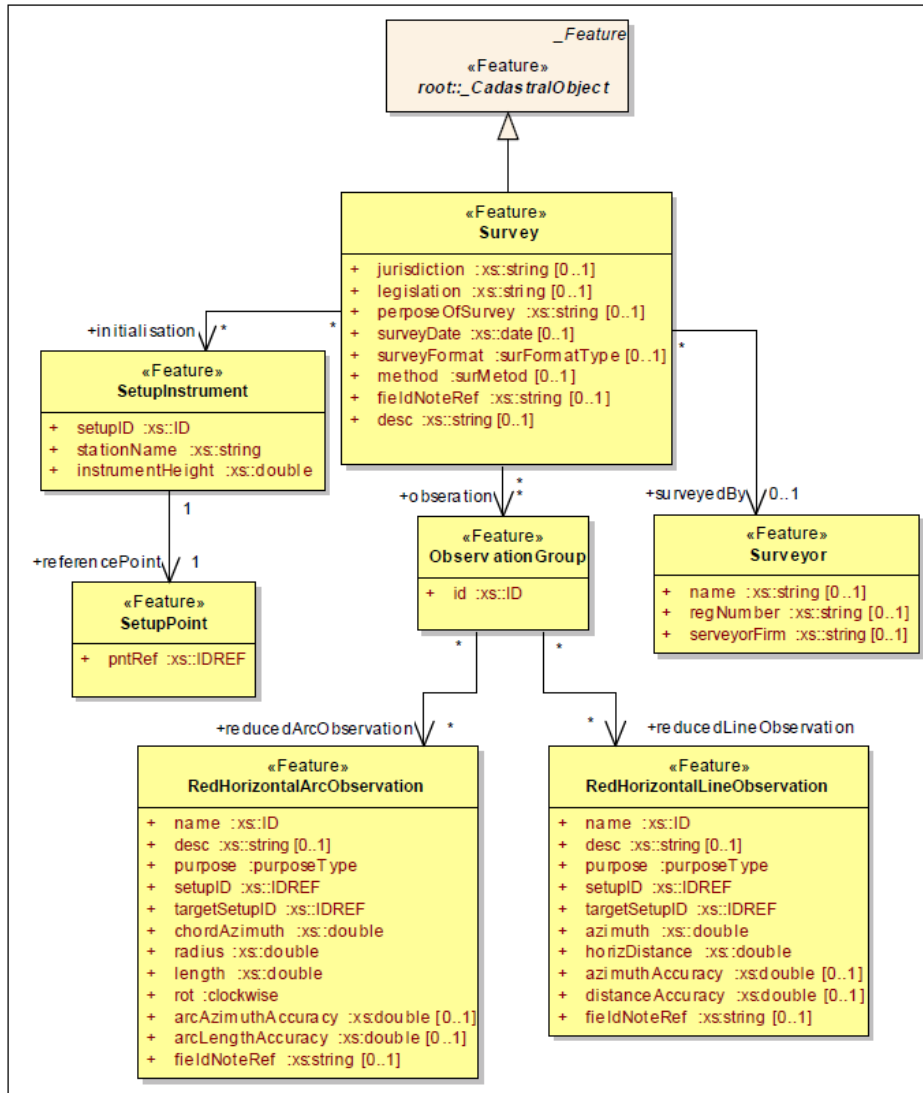 _Feature
«Feature»
root::_CadastralObject
«Feature»
Survey
+ jurisdiction :xs::string [0..1]
+ legislation :xs::string [0..1]
+ perposeOfSurvey :xs::string [0..1]
+ surveyDate :xs::date [0..1]
+ surveyFormat :surFormatType [0..1]
+ method :surMetod [0..1]
+ fieldNoteRef :xs::string [0..1]
+ desc :xs::string [0..1]
+initialisation * *
*
«Feature»
SetupInstrument
+ setupID :xs::ID
+ stationName :xs::string
+ instrumentHeight :xs::double
1
+referencePoint 1
«Feature»
SetupPoint
+ pntRef :xs::IDREF
*
+obseration *
«Feature»
ObservationGroup
+ id :xs::ID
+surveyedBy 0..1
«Feature»
Surveyor
+ name :xs::string [0..1]
+ regNumber :xs::string [0..1]
+ serveyorFirm :xs::string [0..1]
* *
+reducedArcObservation *
* +reducedLineObservation
«Feature»
RedHorizontalArcObservation
+ name :xs::ID
+ desc :xs::string [0..1]
+ purpose :purposeType
+ setupID :xs::IDREF
+ targetSetupID :xs::IDREF
+ chordAzimuth :xs::double
+ radius :xs::double
+ length :xs::double
+ rot :clockwise
+ arcAzimuthAccuracy :xs:double [0..1]
+ arcLengthAccuracy :xs:double [0..1]
+ fieldNoteRef :xs:string [0..1]
«Feature»
RedHorizontalLineObservation
+ name :xs::ID
+ desc :xs::string [0..1]
+ purpose :purposeType
+ setupID :xs::IDREF
+ targetSetupID :xs::IDREF
+ azimuth :xs::double
+ horizDistance :xs::double
+ azimuthAccuracy :xs:double [0..1]
+ distanceAccuracy :xs:double [0..1]
+ fieldNoteRef :xs:string [0..1]